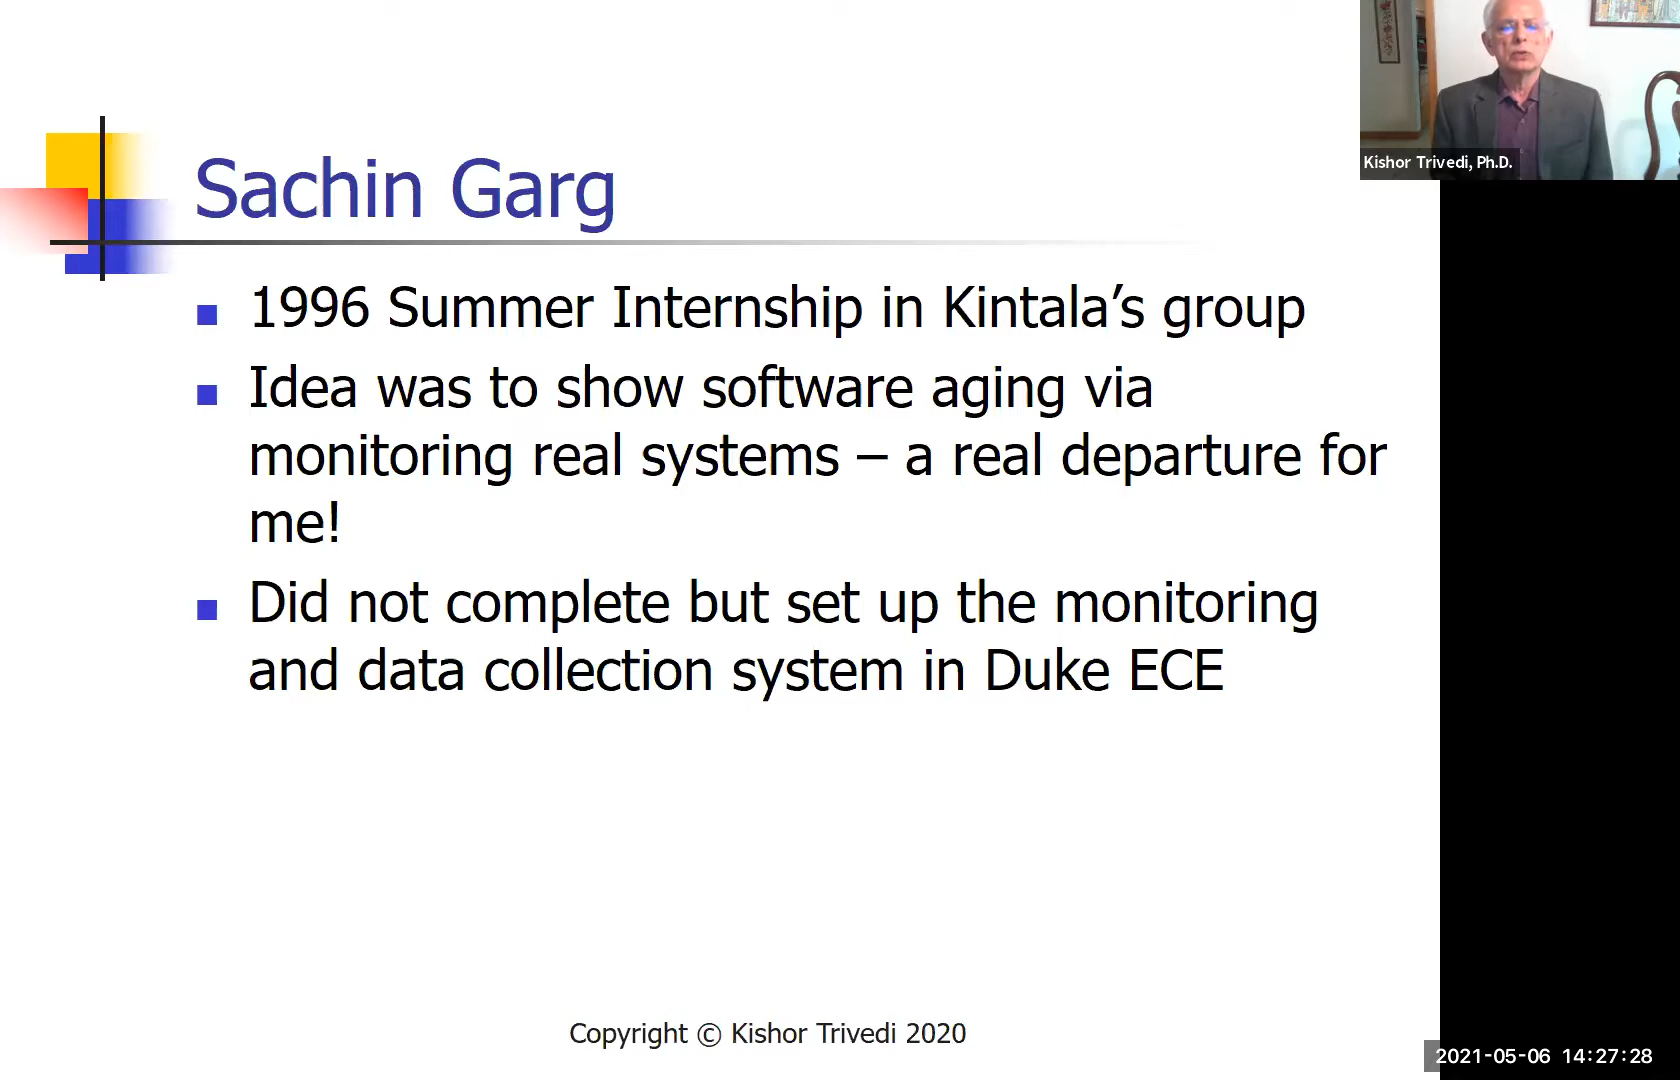 Kishor Trivedi, Ph.D.
Sachin Garg
1996 Summer Internship in Kintala’s group
Idea was to show software aging via
monitoring real systems – a real departure for
me!
Did not complete but set up the monitoring
and data collection system in Duke ECE
Copyright © Kishor Trivedi 2020
2021-05-06 14:27:28